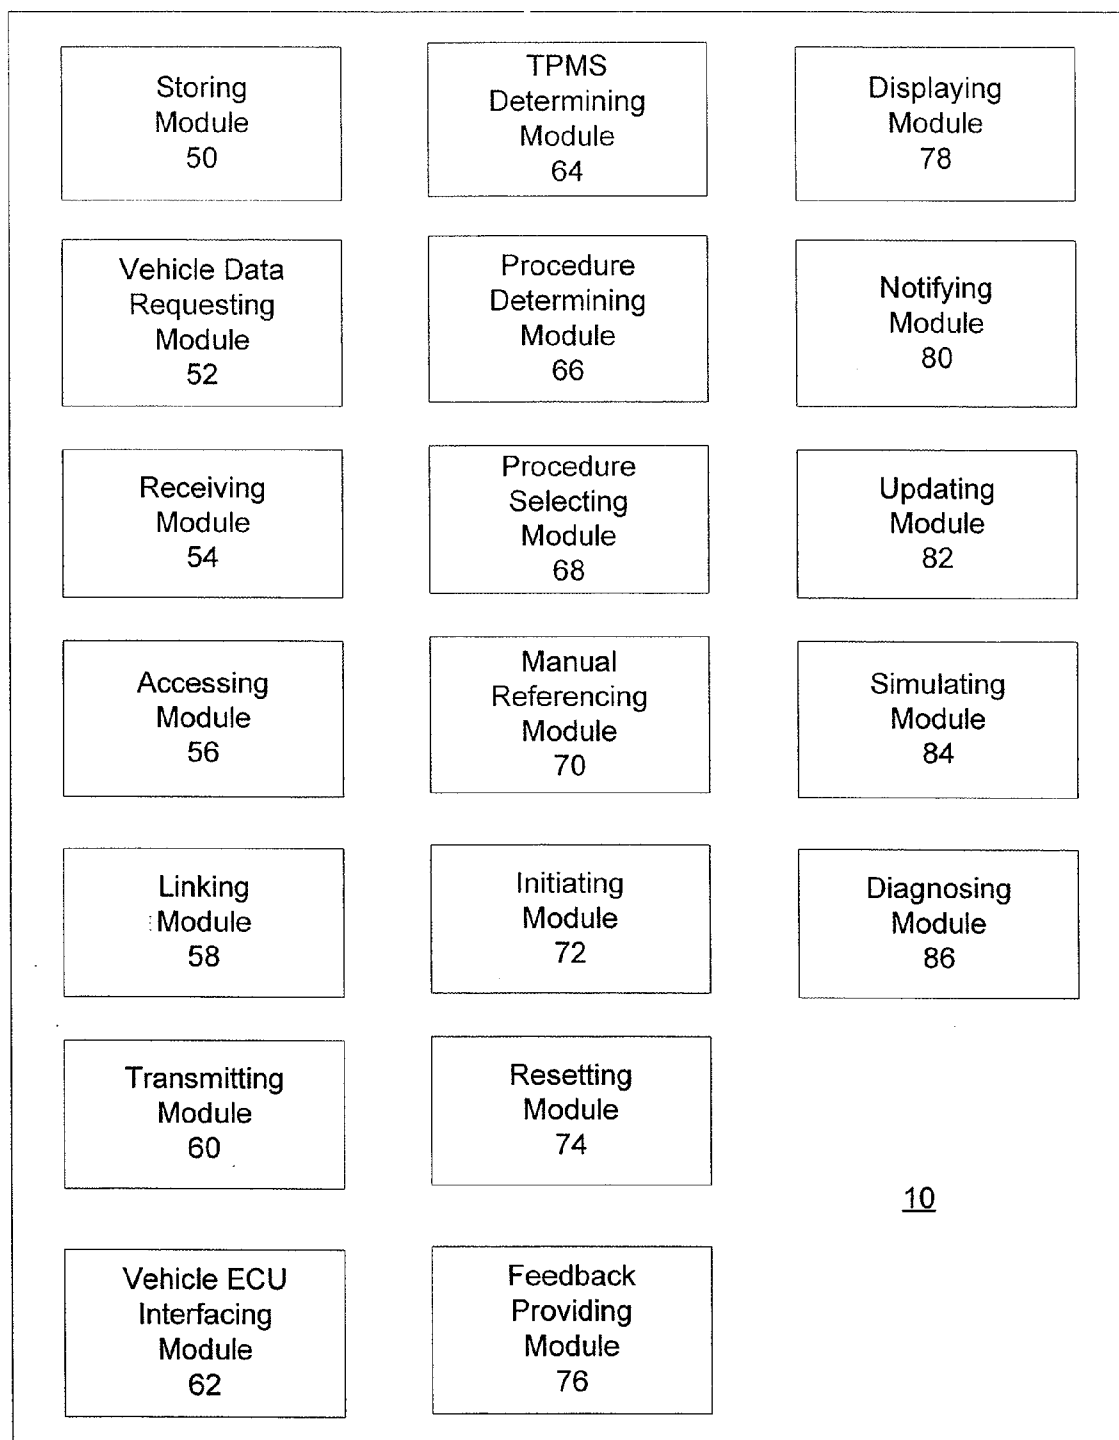 Storing
Module
50
Vehicle Data
Requesting
Module
52
Receiving
Module
54
Accessing
Module
56
Linking
Module
58
Transmitting
Module
60
Vehicle ECU
Interfacing
Module
62
TPMS
Determining
Module
64
Procedure
Determining
Module
66
Procedure
Selecting
Module
68
Manual
Referencing
Module
70
Initiating
Module
72
Resetting
Module
74
Feedback
Providing
Module
76
Displaying
Module
78
Notifying
Module
80
Updating
Module
82
Simulating
Module
84
Diagnosing
Module
86
10